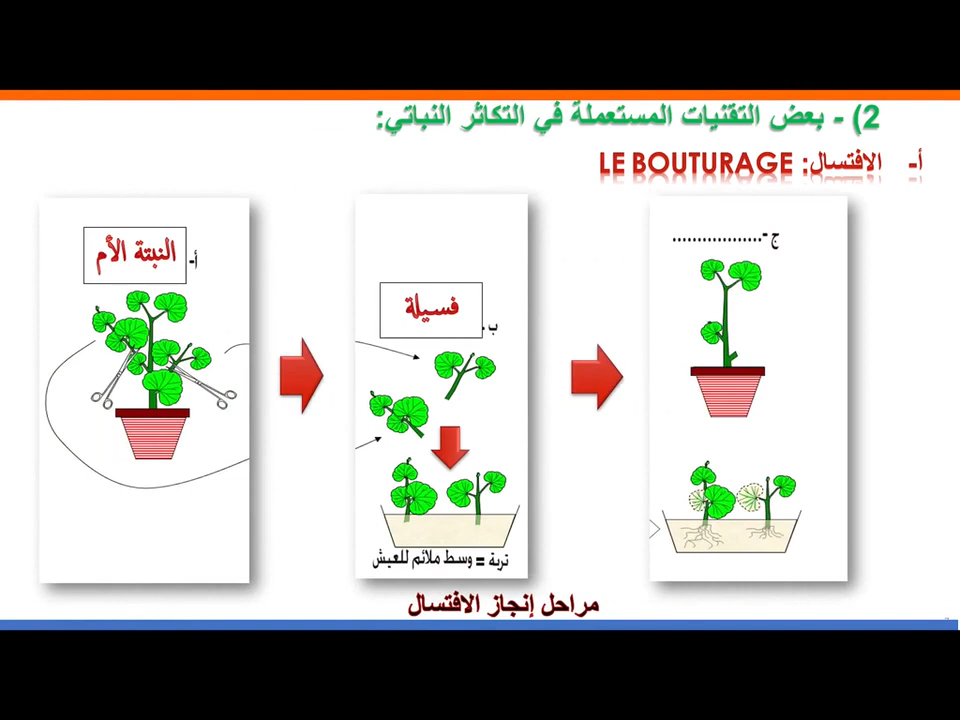 2) - بعض التقنيات المستعملة في التكاثر النباتي:
أ- الافتسال: LE BOUTURAGE
أ- النبتة الأم
ب - فسيلة
تربة = وسط ملائم للعيش
ج -..................
مراحل إنجاز الافتسال